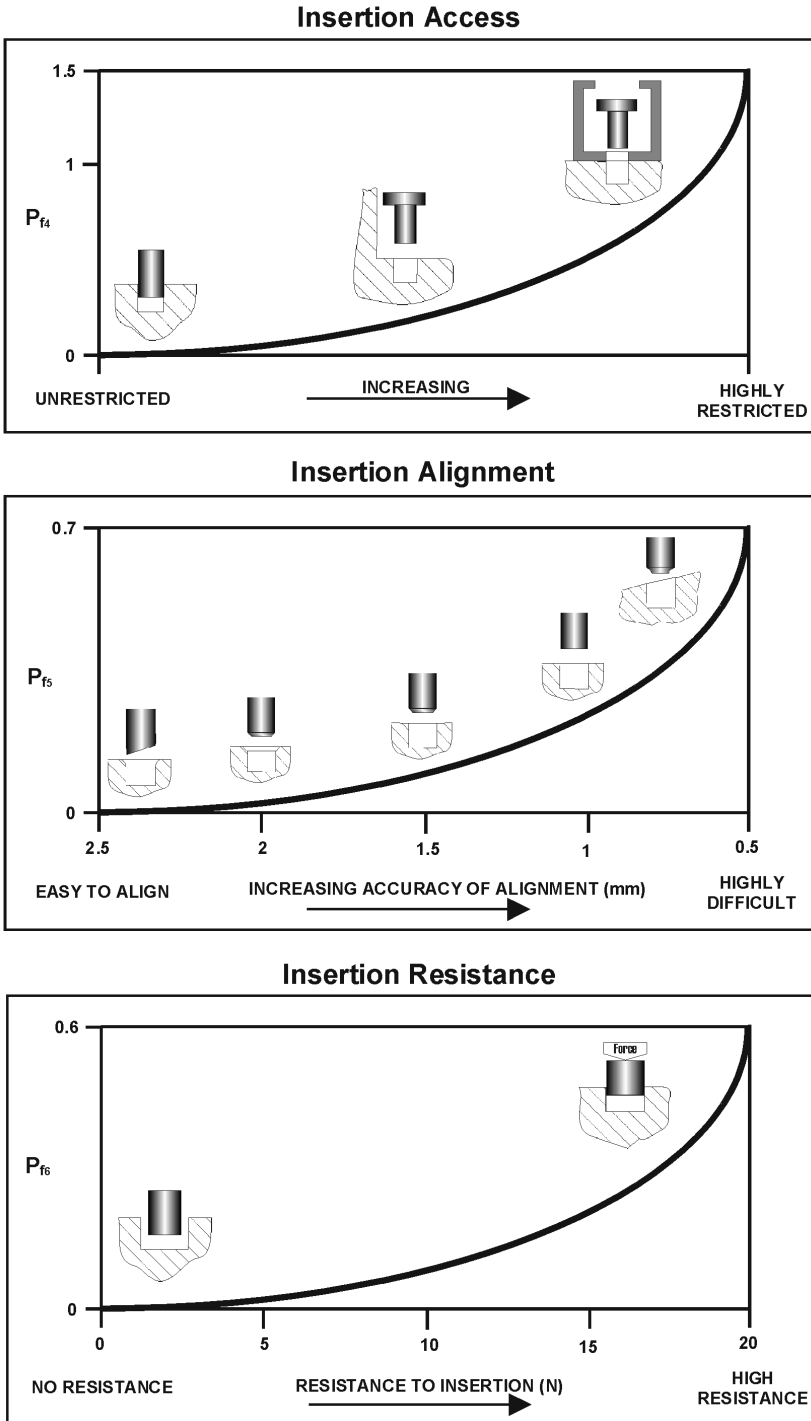 Insertion Access
1.5
1
Pf4
0
UNRESTRICTED
INCREASING
HIGHLY
RESTRICTED
Insertion Alignment
0.7
Pf5
0
2.5 2 1.5 1 0.5
EASY TO ALIGN
INCREASING ACCURACY OF ALIGNMENT (mm)
HIGHLY
DIFFICULT
Insertion Resistance
0.6
Force
Pf6
0
0 5 10 15 20
NO RESISTANCE
RESISTANCE TO INSERTION (N)
HIGH
RESISTANCE